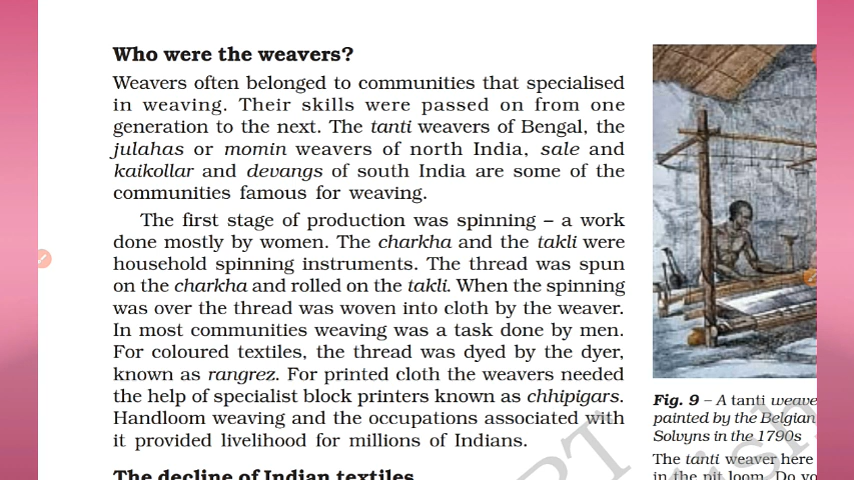 Who were the weavers?
Weavers often belonged to communities that specialised
in weaving. Their skills were passed on from one
generation to the next. The tanti weavers of Bengal, the
julahas or momin weavers of north India, sale and
kaikollar and devangs of south India are some of the
communities famous for weaving.
The first stage of production was spinning – a work
done mostly by women. The charkha and the takli were
household spinning instruments. The thread was spun
on the charkha and rolled on the takli. When the spinning
was over the thread was woven into cloth by the weaver.
In most communities weaving was a task done by men.
For coloured textiles, the thread was dyed by the dyer,
known as rangrez. For printed cloth the weavers needed
the help of specialist block printers known as chhipigars.
Handloom weaving and the occupations associated with
it provided livelihood for millions of Indians.
The decline of Indian textiles
Fig. 9 – A tanti weave
painted by the Belgian
Solvyns in the 1790s
The tanti weaver here
in the pit loom. Do yo